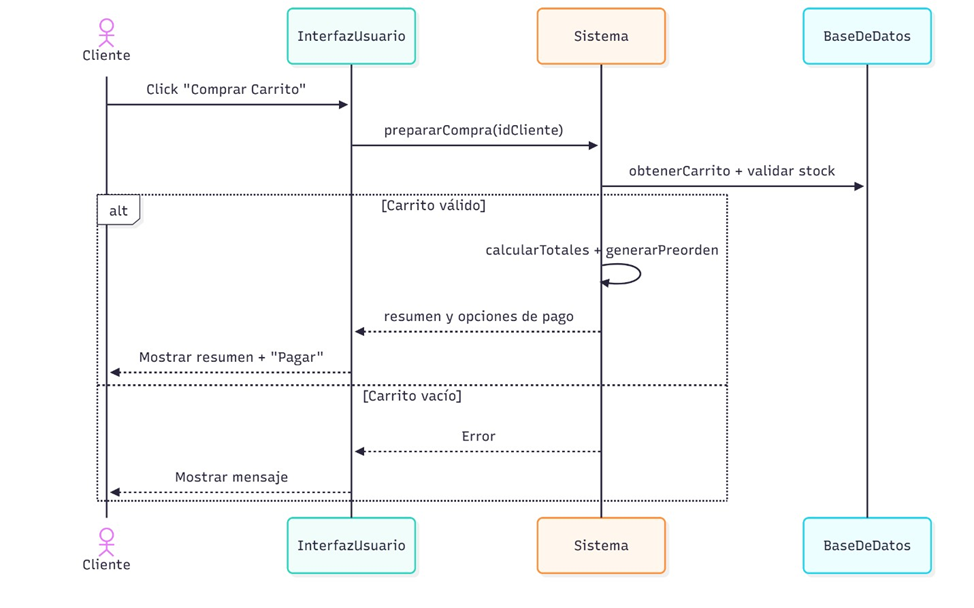 Cliente
InterfazUsuario
Sistema
BaseDeDatos
Click "Comprar Carrito"
prepararCompra(idCliente)
obtenerCarrito + validar stock
alt
[Carrito válido]
calcularTotales + generarPreorden
resumen y opciones de pago
Mostrar resumen + "Pagar"
[Carrito vacío]
Error
Mostrar mensaje
Cliente
InterfazUsuario
Sistema
BaseDeDatos